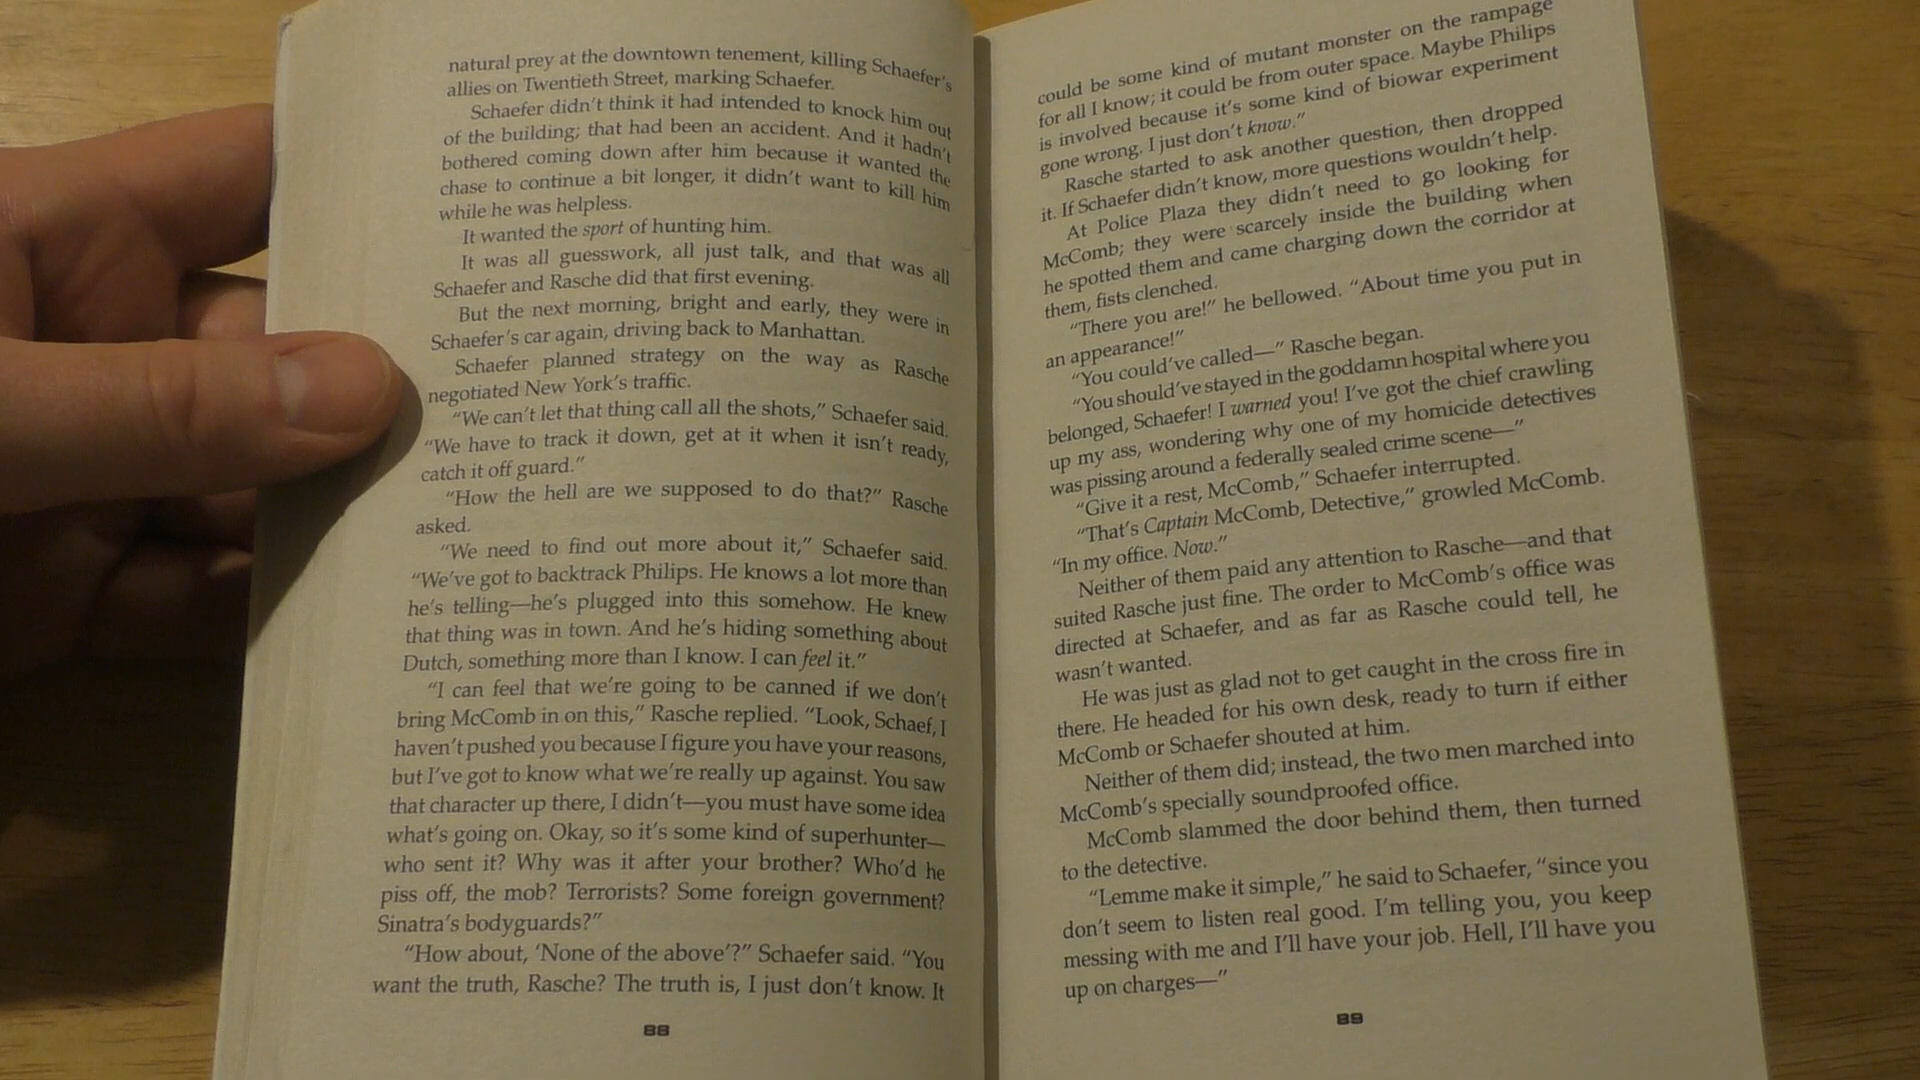 natural prey at the downtown tenement, killing Schaefer's
allies on Twentieth Street, marking Schaefer.
Schaefer didn't think it had intended to knock him out
of the building; that had been an accident. And it hadn't
bothered coming down after him because it wanted the
chase to continue a bit longer, it didn't want to kill him
while he was helpless.
It wanted the sport of hunting him.
It was all guesswork, all just talk, and that was all
Schaefer and Rasche did that first evening.
But the next morning, bright and early, they were in
Schaefer's car again, driving back to Manhattan.
Schaefer planned strategy on the way as Rasche
negotiated New York's traffic.
“We can't let that thing call all the shots,” Schaefer said.
“We have to track it down, get at it when it isn't ready,
catch it off guard.”
“How the hell are we supposed to do that?” Rasche
asked.
“We need to find out more about it,” Schaefer said.
“We've got to backtrack Philips. He knows a lot more than
he's telling—he's plugged into this somehow. He knew
that thing was in town. And he's hiding something about
Dutch, something more than I know. I can feel it.”
“I can feel that we're going to be canned if we don't
bring McComb in on this,” Rasche replied. “Look, Schaef, I
haven't pushed you because I figure you have your reasons,
but I've got to know what we're really up against. You saw
that character up there, I didn't—you must have some idea
what's going on. Okay, so it's some kind of superhunter—
who sent it? Why was it after your brother? Who'd he
piss off, the mob? Terrorists? Some foreign government?
Sinatra's bodyguards?”
“How about, ‘None of the above’?” Schaefer said. “You
want the truth, Rasche? The truth is, I just don't know. It
88
could be some kind of mutant monster on the rampage
for all I know; it could be from outer space. Maybe Philips
is involved because it's some kind of biowar experiment
gone wrong. I just don't know.”
Rasche started to ask another question, then dropped
it. If Schaefer didn't know, more questions wouldn't help.
At Police Plaza they didn't need to go looking for
McComb; they were scarcely inside the building when
he spotted them and came charging down the corridor at
them, fists clenched.
“There you are!” he bellowed. “About time you put in
an appearance!”
“You could've called—” Rasche began.
“You should've stayed in the goddamn hospital where you
belonged, Schaefer! I warned you! I've got the chief crawling
up my ass, wondering why one of my homicide detectives
was pissing around a federally sealed crime scene—”
“Give it a rest, McComb,” Schaefer interrupted.
“That's Captain McComb, Detective,” growled McComb.
“In my office. Now.”
Neither of them paid any attention to Rasche—and that
suited Rasche just fine. The order to McComb's office was
directed at Schaefer, and as far as Rasche could tell, he
wasn't wanted.
He was just as glad not to get caught in the cross fire in
there. He headed for his own desk, ready to turn if either
McComb or Schaefer shouted at him.
Neither of them did; instead, the two men marched into
McComb's specially soundproofed office.
McComb slammed the door behind them, then turned
to the detective.
“Lemme make it simple,” he said to Schaefer, “since you
don't seem to listen real good. I'm telling you, you keep
messing with me and I'll have your job. Hell, I'll have you
up on charges—”
89